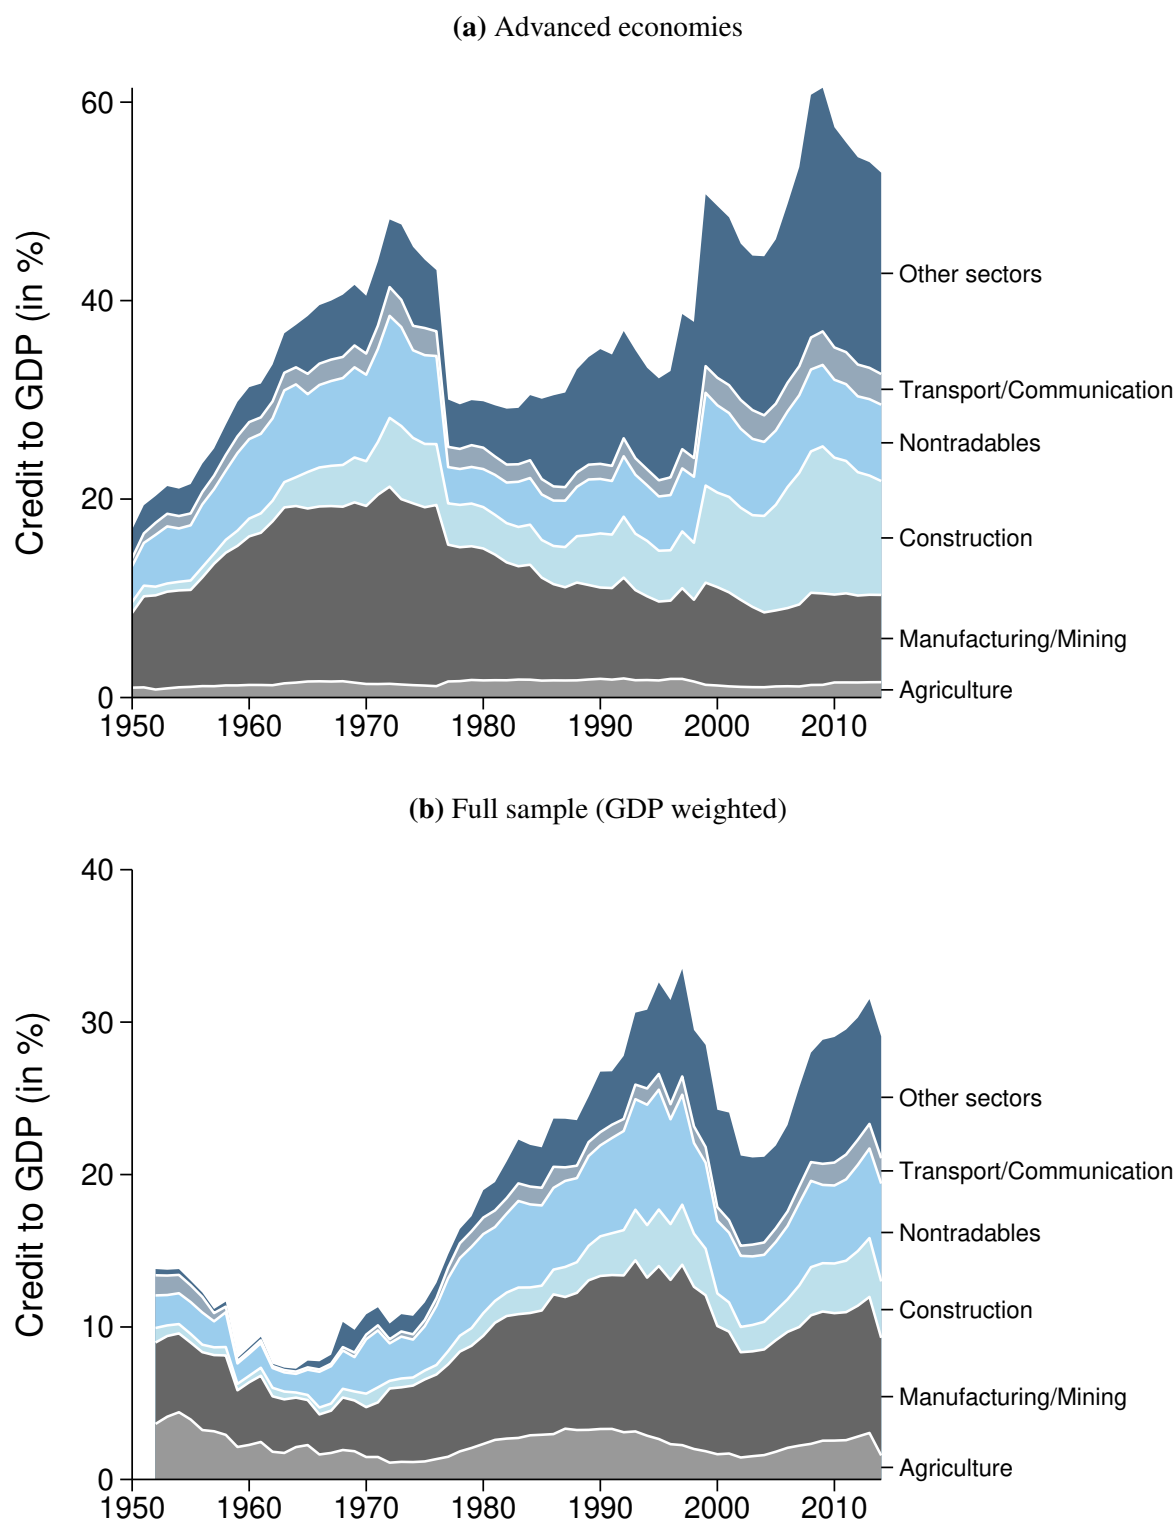 (a) Advanced economies
Credit to GDP (in %)
60
40
20
0
1950 1960 1970 1980 1990 2000 2010
Other sectors
Transport/Communication
Nontradables
Construction
Manufacturing/Mining
Agriculture
(b) Full sample (GDP weighted)
Credit to GDP (in %)
40
30
20
10
0
1950 1960 1970 1980 1990 2000 2010
Other sectors
Transport/Communication
Nontradables
Construction
Manufacturing/Mining
Agriculture